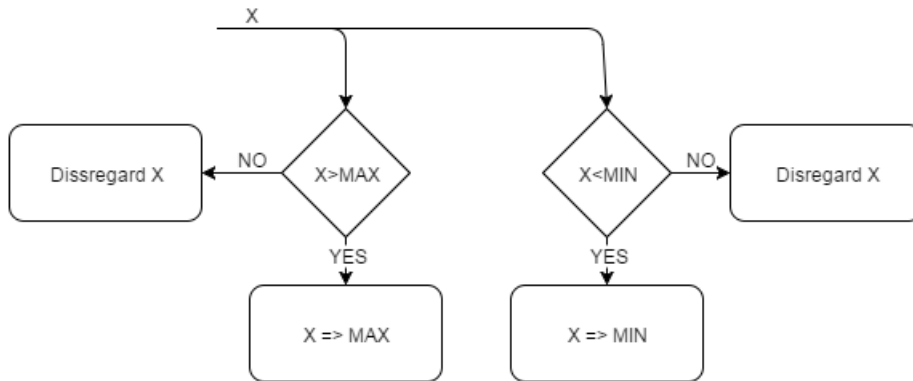 X
Dissregard X
NO
X>MAX
X<MIN
NO
Disregard X
YES
YES
X => MAX
X => MIN